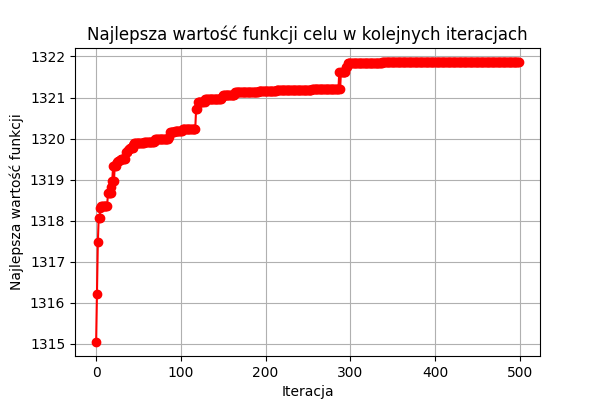 Najlepsza wartość funkcji celu w kolejnych iteracjach
1322
1321
1320
1319
1318
1317
1316
1315
Najlepsza wartość funkcji
0 100 200 300 400 500
Iteracja